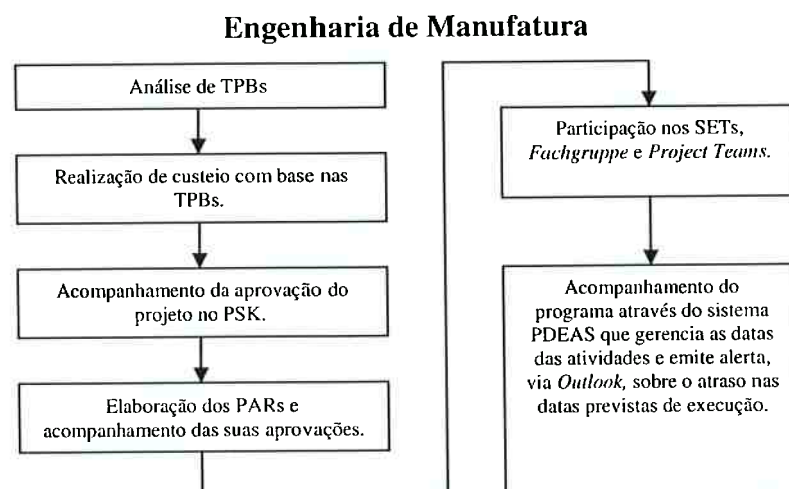 Engenharia de Manufatura
Análise de TPBs
Realização de custeio com base nas
TPBs.
Acompanhamento da aprovação do
projeto no PSK.
Elaboração dos PARs e
acompanhamento das suas aprovações.
Participação nos SETs,
Fachgruppe e Project Teams.
Acompanhamento do
programa através do sistema
PDEAS que gerencia as datas
das atividades e emite alerta,
via Outlook, sobre o atraso nas
datas previstas de execução.